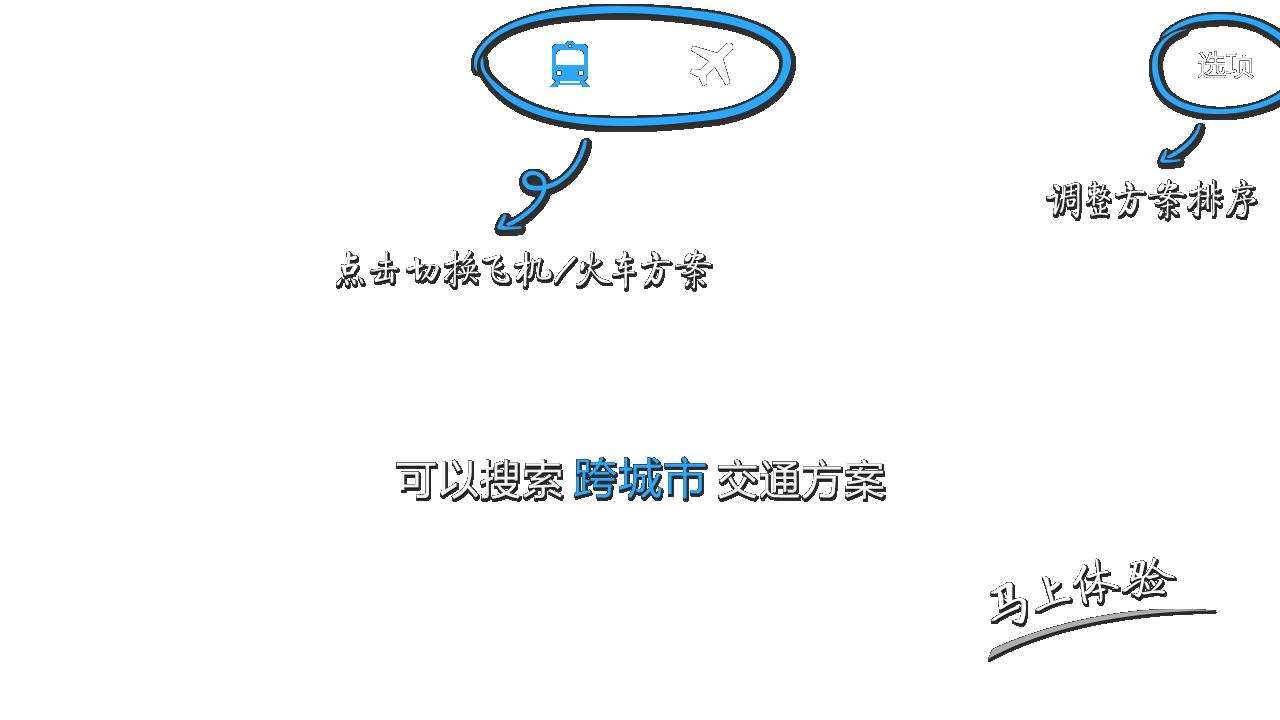 选项
调整方案排序
点击切换飞机/火车方案
可以搜索 跨城市 交通方案
马上体验